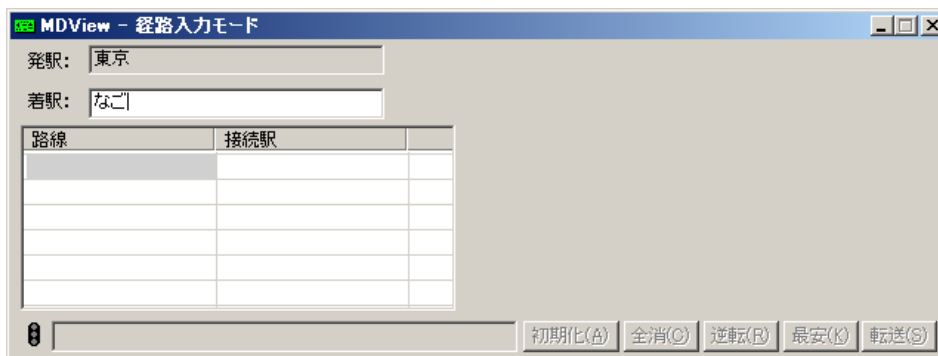 MDView - 経路入力モード
発駅: 東京
着駅: なご
路線 接続駅
初期化(A) 全消(C) 逆転(R) 最安(K) 転送(S)